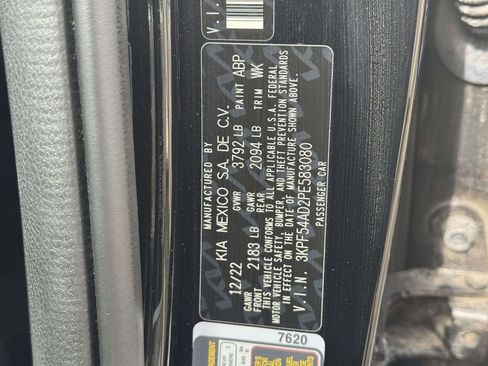 V.I.N
MANUFACTURED BY
KIA MEXICO S.A. DE C.V.
12/22 GVWR 3792 LB PAINT ABP
GAWR FRONT 2183 LB GAWR REAR 2094 LB TRIM WK
THIS VEHICLE CONFORMS TO ALL APPLICABLE U.S.A. FEDERAL
MOTOR VEHICLE SAFETY, BUMPER, AND THEFT PREVENTION STANDARDS
IN EFFECT ON THE DATE OF MANUFACTURE SHOWN ABOVE.
V.I.N. 3KPF54AD2PE583080
PASSENGER CAR
7620